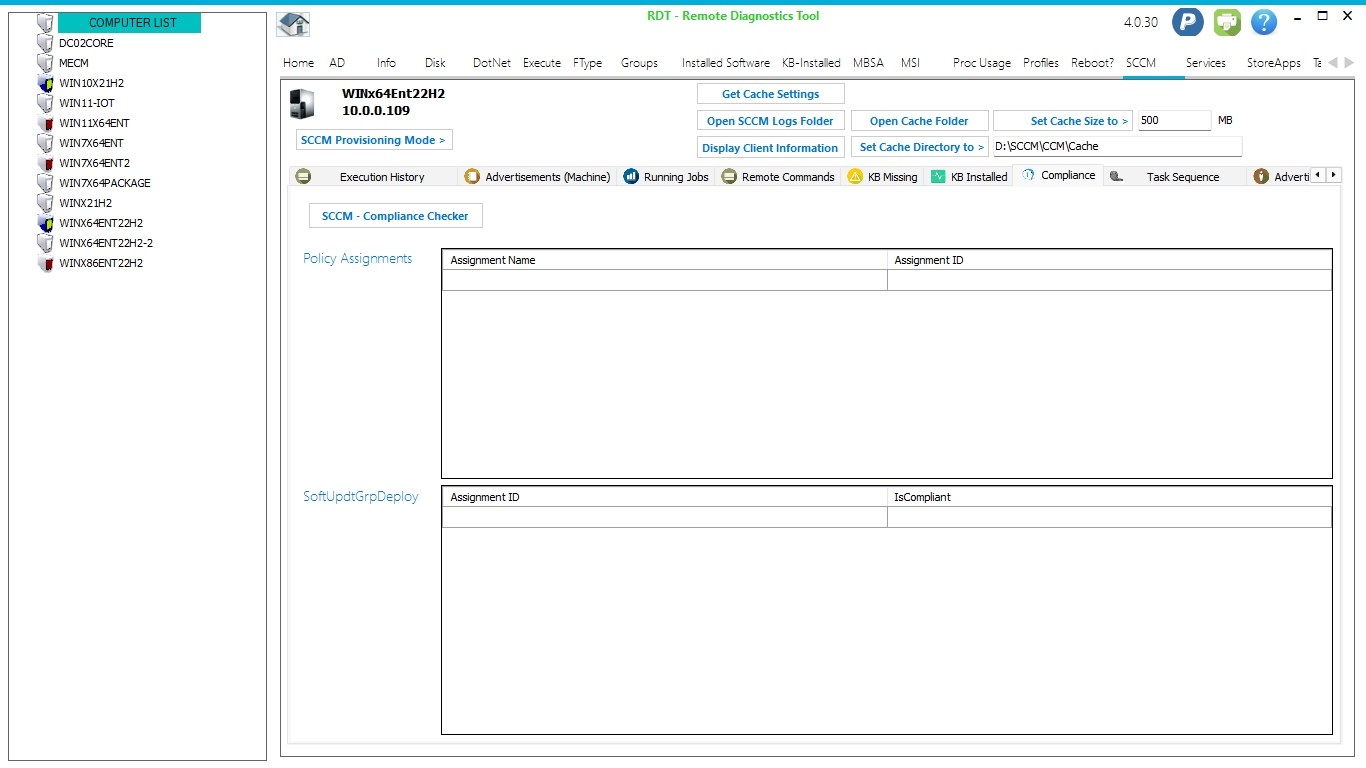 COMPUTER LIST
DC02CORE
MECM
WIN10X21H2
WIN11-IOT
WIN11X64ENT
WIN7X64ENT
WIN7X64ENT2
WIN7X64PACKAGE
WINX21H2
WINX64ENT22H2
WINX64ENT22H2-2
WINX86ENT22H2
RDT - Remote Diagnostics Tool
4.0.30
Home AD Info Disk DotNet Execute FType Groups Installed Software KB-Installed MBSA MSI Proc Usage Profiles Reboot? SCCM Services StoreApps Ta
WINx64Ent22H2
10.0.0.109
SCCM Provisioning Mode >
Get Cache Settings
Open SCCM Logs Folder Open Cache Folder Set Cache Size to > 500 MB
Display Client Information Set Cache Directory to > D:\SCCM\CCM\Cache
Execution History Advertisements (Machine) Running Jobs Remote Commands KB Missing KB Installed Compliance Task Sequence Adverti
SCCM - Compliance Checker
Policy Assignments
Assignment Name Assignment ID
SoftUpdtGrpDeploy
Assignment ID IsCompliant